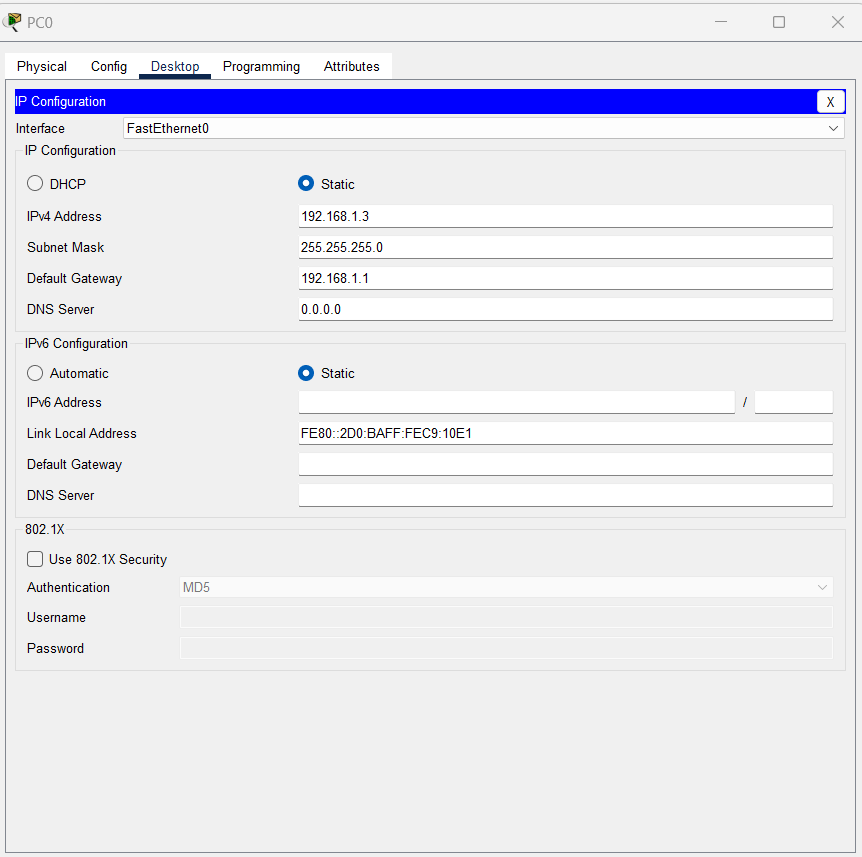 PC0
Physical Config Desktop Programming Attributes
IP Configuration X
Interface FastEthernet0
IP Configuration
DHCP Static
IPv4 Address 192.168.1.3
Subnet Mask 255.255.255.0
Default Gateway 192.168.1.1
DNS Server 0.0.0.0
IPv6 Configuration
Automatic Static
IPv6 Address /
Link Local Address FE80::2D0:BAFF:FEC9:10E1
Default Gateway
DNS Server
802.1X
Use 802.1X Security
Authentication MD5
Username
Password